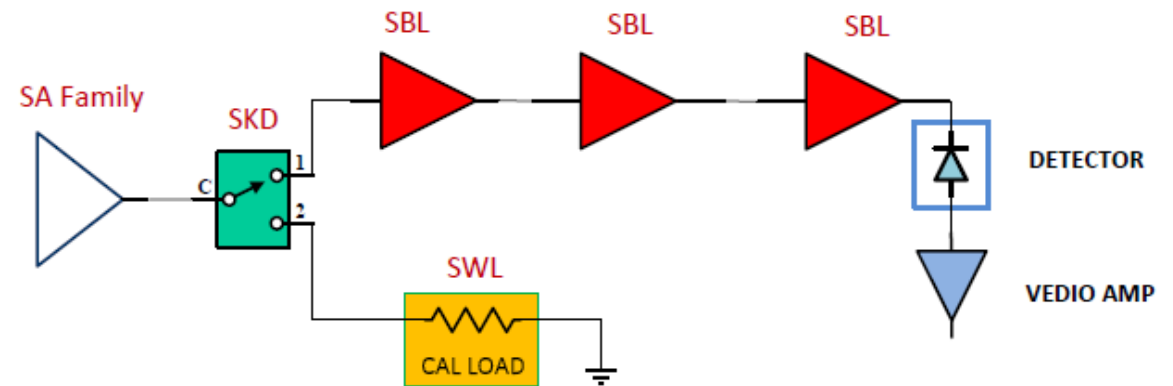 SBL
SBL
SBL
SA Family
SKD
C
1
2
DETECTOR
SWL
CAL LOAD
VEDIO AMP